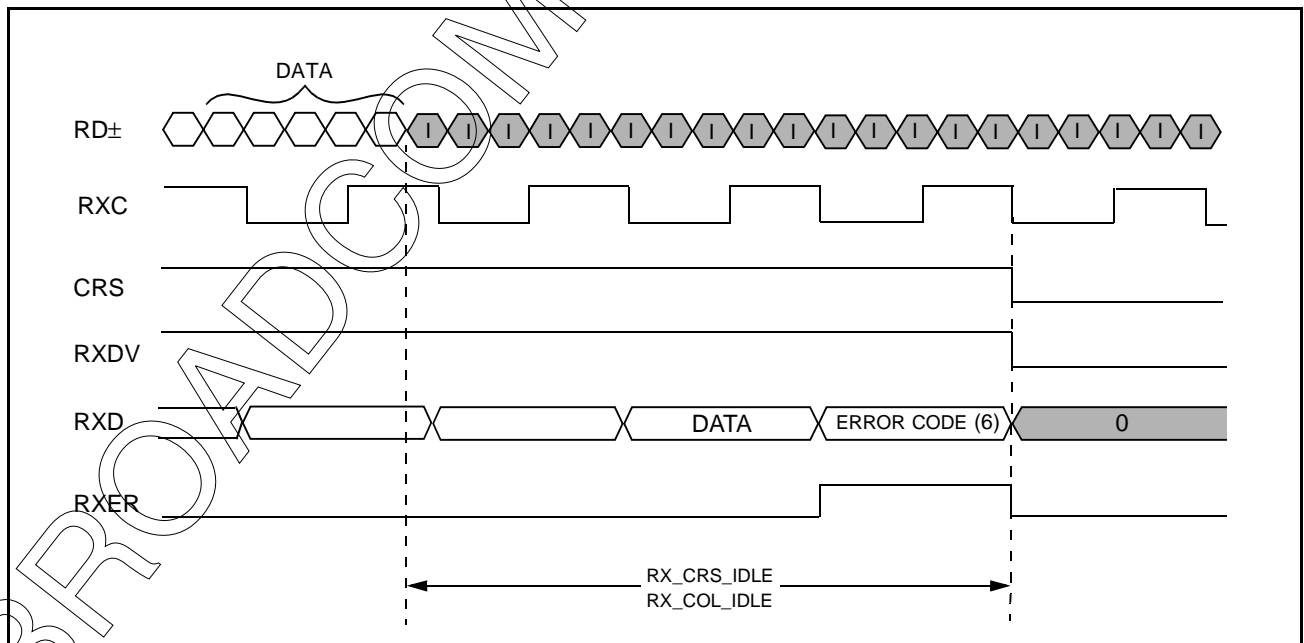 DATA
RD± I I I I I I I I I I I I I I I I I I I I
RXC
CRS
RXDV
RXD DATA ERROR CODE (6) 0
RXER
RX_CRS_IDLE
RX_COL_IDLE
BROADCOM